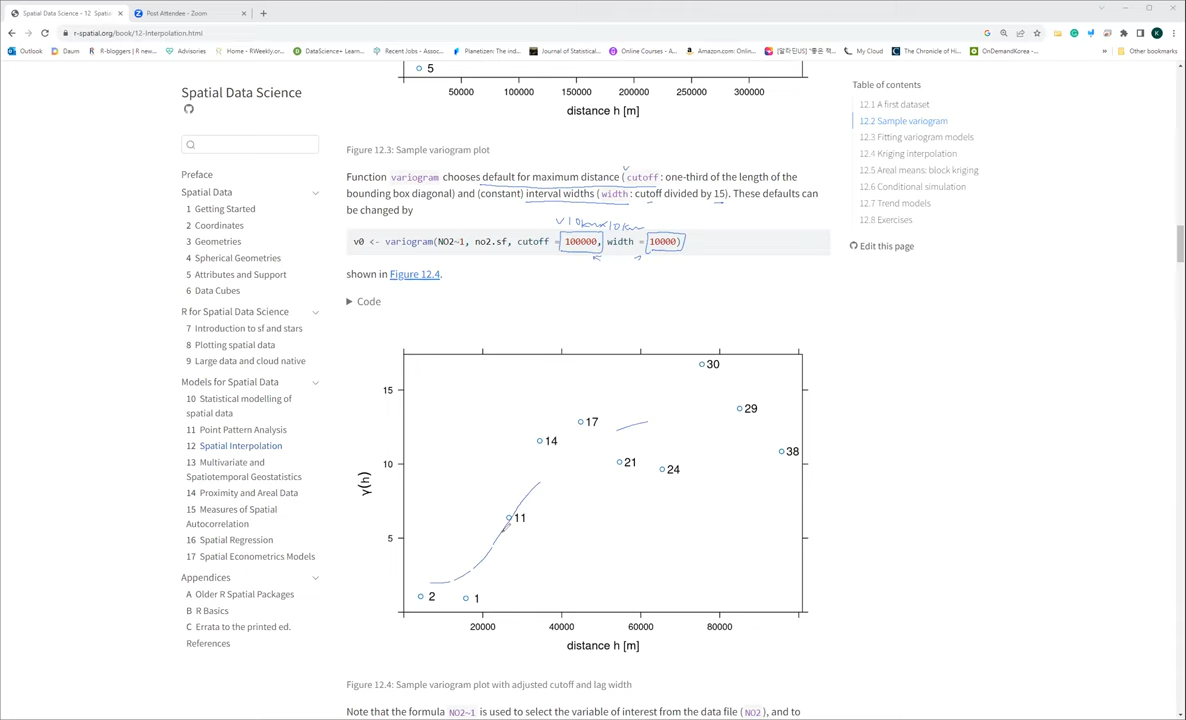 Spatial Data Science - 12 Spatial
Post Attendee - Zoom
r-spatial.org/book/12-Interpolation.html
Outlook
Daum
R-bloggers | R new...
Advisories
Home - RWeekly.or...
DataScience+ Learn...
Recent Jobs - Assoc...
Planetizen: The ind...
Journal of Statistical...
Online Courses - A...
Amazon.com: Onlin...
[알라딘US] "좋은 책...
My Cloud
The Chronicle of Hi...
OnDemandKorea -...
Other bookmarks
Spatial Data Science
Preface
Spatial Data
1 Getting Started
2 Coordinates
3 Geometries
4 Spherical Geometries
5 Attributes and Support
6 Data Cubes
R for Spatial Data Science
7 Introduction to sf and stars
8 Plotting spatial data
9 Large data and cloud native
Models for Spatial Data
10 Statistical modelling of
spatial data
11 Point Pattern Analysis
12 Spatial Interpolation
13 Multivariate and
Spatiotemporal Geostatistics
14 Proximity and Areal Data
15 Measures of Spatial
Autocorrelation
16 Spatial Regression
17 Spatial Econometrics Models
Appendices
A Older R Spatial Packages
B R Basics
C Errata to the printed ed.
References
5
50000 100000 150000 200000 250000 300000
distance h [m]
Figure 12.3: Sample variogram plot
Function variogram chooses default for maximum distance (cutoff: one-third of the length of the
bounding box diagonal) and (constant) interval widths (width: cutoff divided by 15). These defaults can
be changed by
10km×10km
v0 <- variogram(NO2~1, no2.sf, cutoff = 100000, width = 10000)
shown in Figure 12.4.
Code
30
15
29
17
14
38
21
10
24
γ(h)
11
5
2
1
20000 40000 60000 80000
distance h [m]
Figure 12.4: Sample variogram plot with adjusted cutoff and lag width
Note that the formula NO2~1 is used to select the variable of interest from the data file (NO2), and to
Table of contents
12.1 A first dataset
12.2 Sample variogram
12.3 Fitting variogram models
12.4 Kriging interpolation
12.5 Areal means: block kriging
12.6 Conditional simulation
12.7 Trend models
12.8 Exercises
Edit this page